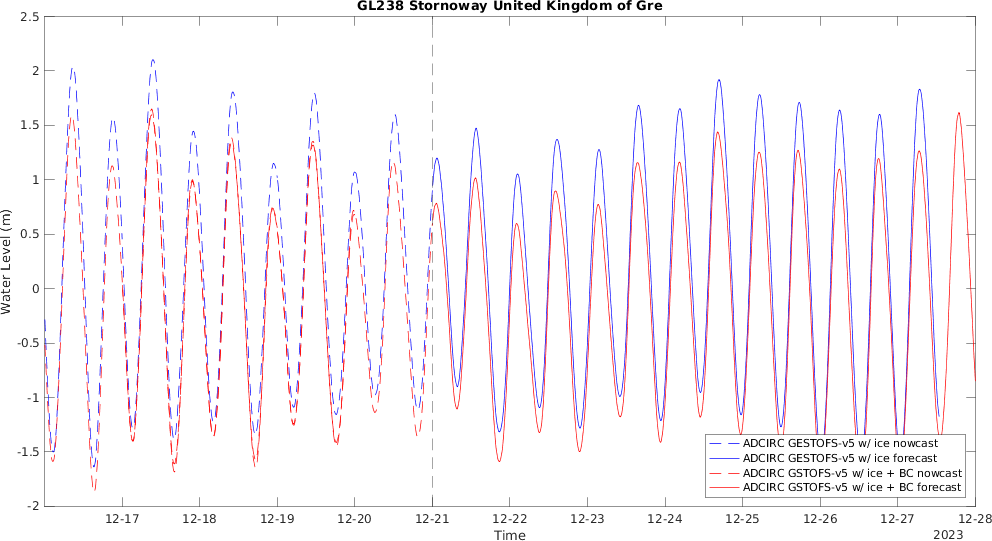 GL238 Stornoway United Kingdom of Gre
2.5
2
1.5
1
0.5
0
-0.5
-1
-1.5
-2
Water Level (m)
ADCIRC GESTOFS-v5 w/ ice nowcast
ADCIRC GESTOFS-v5 w/ ice forecast
ADCIRC GSTOFS-v5 w/ ice + BC nowcast
ADCIRC GSTOFS-v5 w/ ice + BC forecast
12-17 12-18 12-19 12-20 12-21 12-22 12-23 12-24 12-25 12-26 12-27 12-28
Time
2023